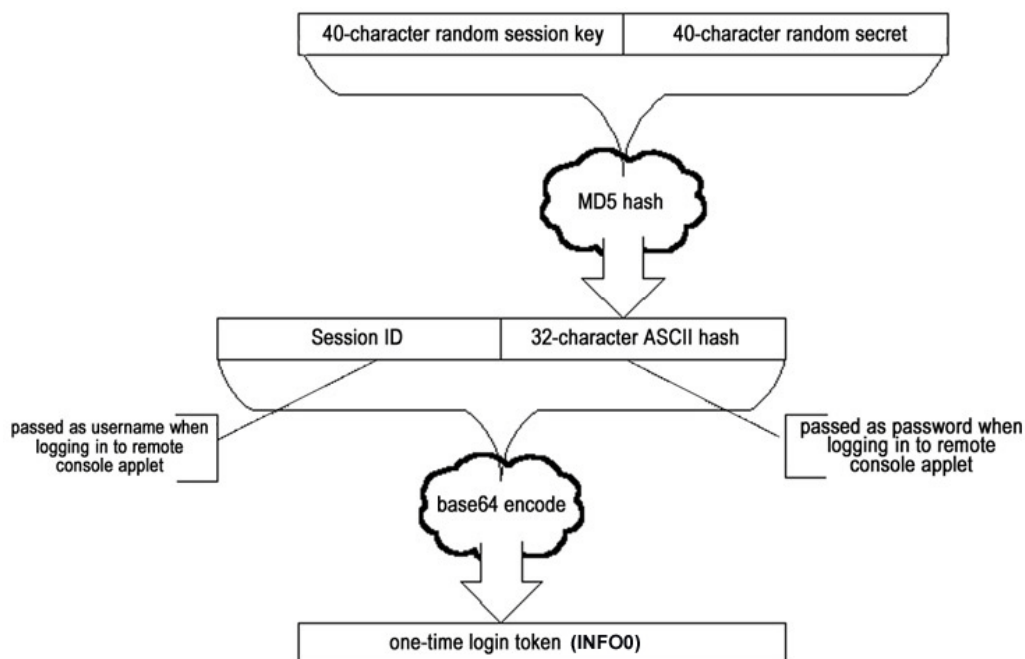 40-character random session key
40-character random secret
MD5 hash
Session ID
32-character ASCII hash
passed as username when
logging in to remote
console applet
passed as password when
logging in to remote
console applet
base64 encode
one-time login token (INFO0)